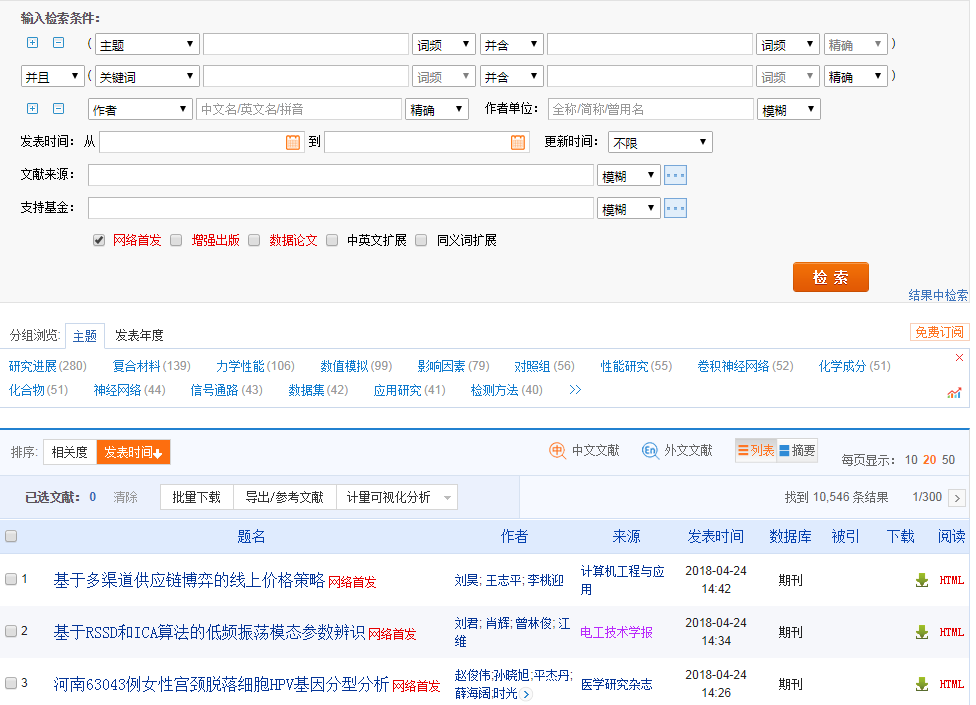 输入检索条件:
( 主题 词频 并含 词频 精确 )
并且 ( 关键词 词频 并含 词频 精确 )
作者 中文名/英文名/拼音 精确 作者单位: 全称/简称/曾用名 模糊
发表时间: 从 到 更新时间: 不限
文献来源: 模糊 ...
支持基金: 模糊 ...
网络首发 增强出版 数据论文 中英文扩展 同义词扩展
检 索
结果中检索
分组浏览: 主题 发表年度 免费订阅
研究进展(280) 复合材料(139) 力学性能(106) 数值模拟(99) 影响因素(79) 对照组(56) 性能研究(55) 卷积神经网络(52) 化学成分(51)
化合物(51) 神经网络(44) 信号通路(43) 数据集(42) 应用研究(41) 检测方法(40) >>
排序: 相关度 发表时间↓ 中 中文文献 En 外文文献 列表 摘要 每页显示: 10 20 50
已选文献: 0 清除 批量下载 导出/参考文献 计量可视化分析 找到 10,546 条结果 1/300 >
题名 作者 来源 发表时间 数据库 被引 下载 阅读
1 基于多渠道供应链博弈的线上价格策略 网络首发 刘昊; 王志平; 李桃迎 计算机工程与应用 2018-04-24 14:42 期刊 HTML
2 基于RSSD和ICA算法的低频振荡模态参数辨识 网络首发 刘君; 肖辉; 曾林俊; 江维 电工技术学报 2018-04-24 14:34 期刊 HTML
3 河南63043例女性宫颈脱落细胞HPV基因分型分析 网络首发 赵俊伟;孙晓旭;平杰丹;薛海阔;时光 > 医学研究杂志 2018-04-24 14:26 期刊 HTML